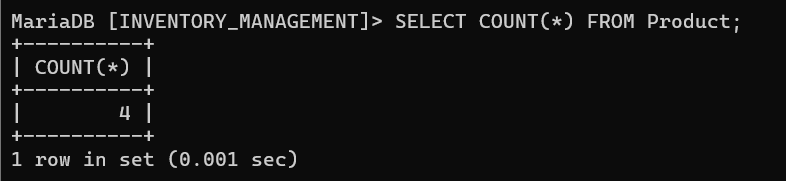 MariaDB [INVENTORY_MANAGEMENT]> SELECT COUNT(*) FROM Product;
+----------+
| COUNT(*) |
+----------+
|        4 |
+----------+
1 row in set (0.001 sec)